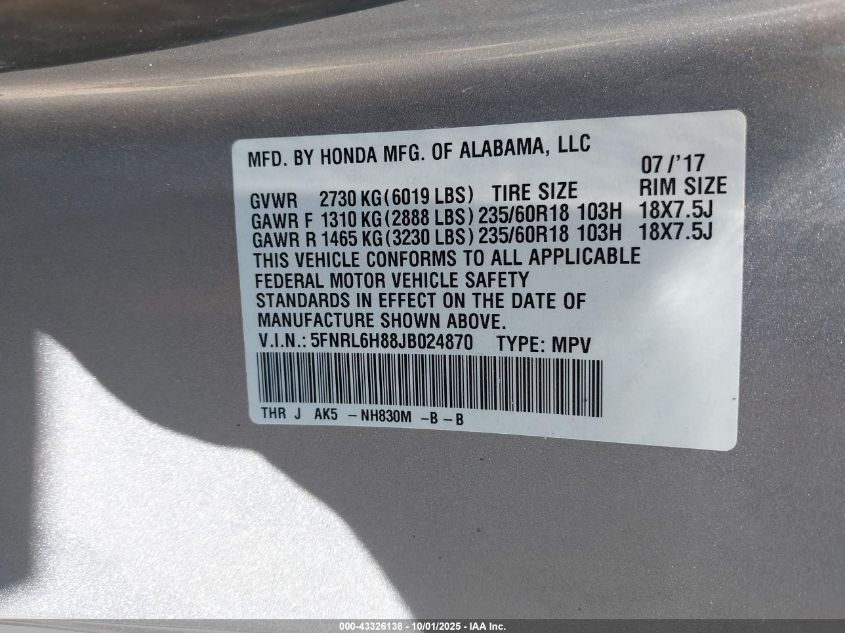 MFD. BY HONDA MFG. OF ALABAMA, LLC
07/'17
GVWR 2730 KG(6019 LBS) TIRE SIZE RIM SIZE
GAWR F 1310 KG(2888 LBS) 235/60R18 103H 18X7.5J
GAWR R 1465 KG(3230 LBS) 235/60R18 103H 18X7.5J
THIS VEHICLE CONFORMS TO ALL APPLICABLE
FEDERAL MOTOR VEHICLE SAFETY
STANDARDS IN EFFECT ON THE DATE OF
MANUFACTURE SHOWN ABOVE.
V.I.N.: 5FNRL6H88JB024870 TYPE: MPV
THR J AK5 -NH830M -B-B
000-43326138 - 10/01/2025 - IAA Inc.